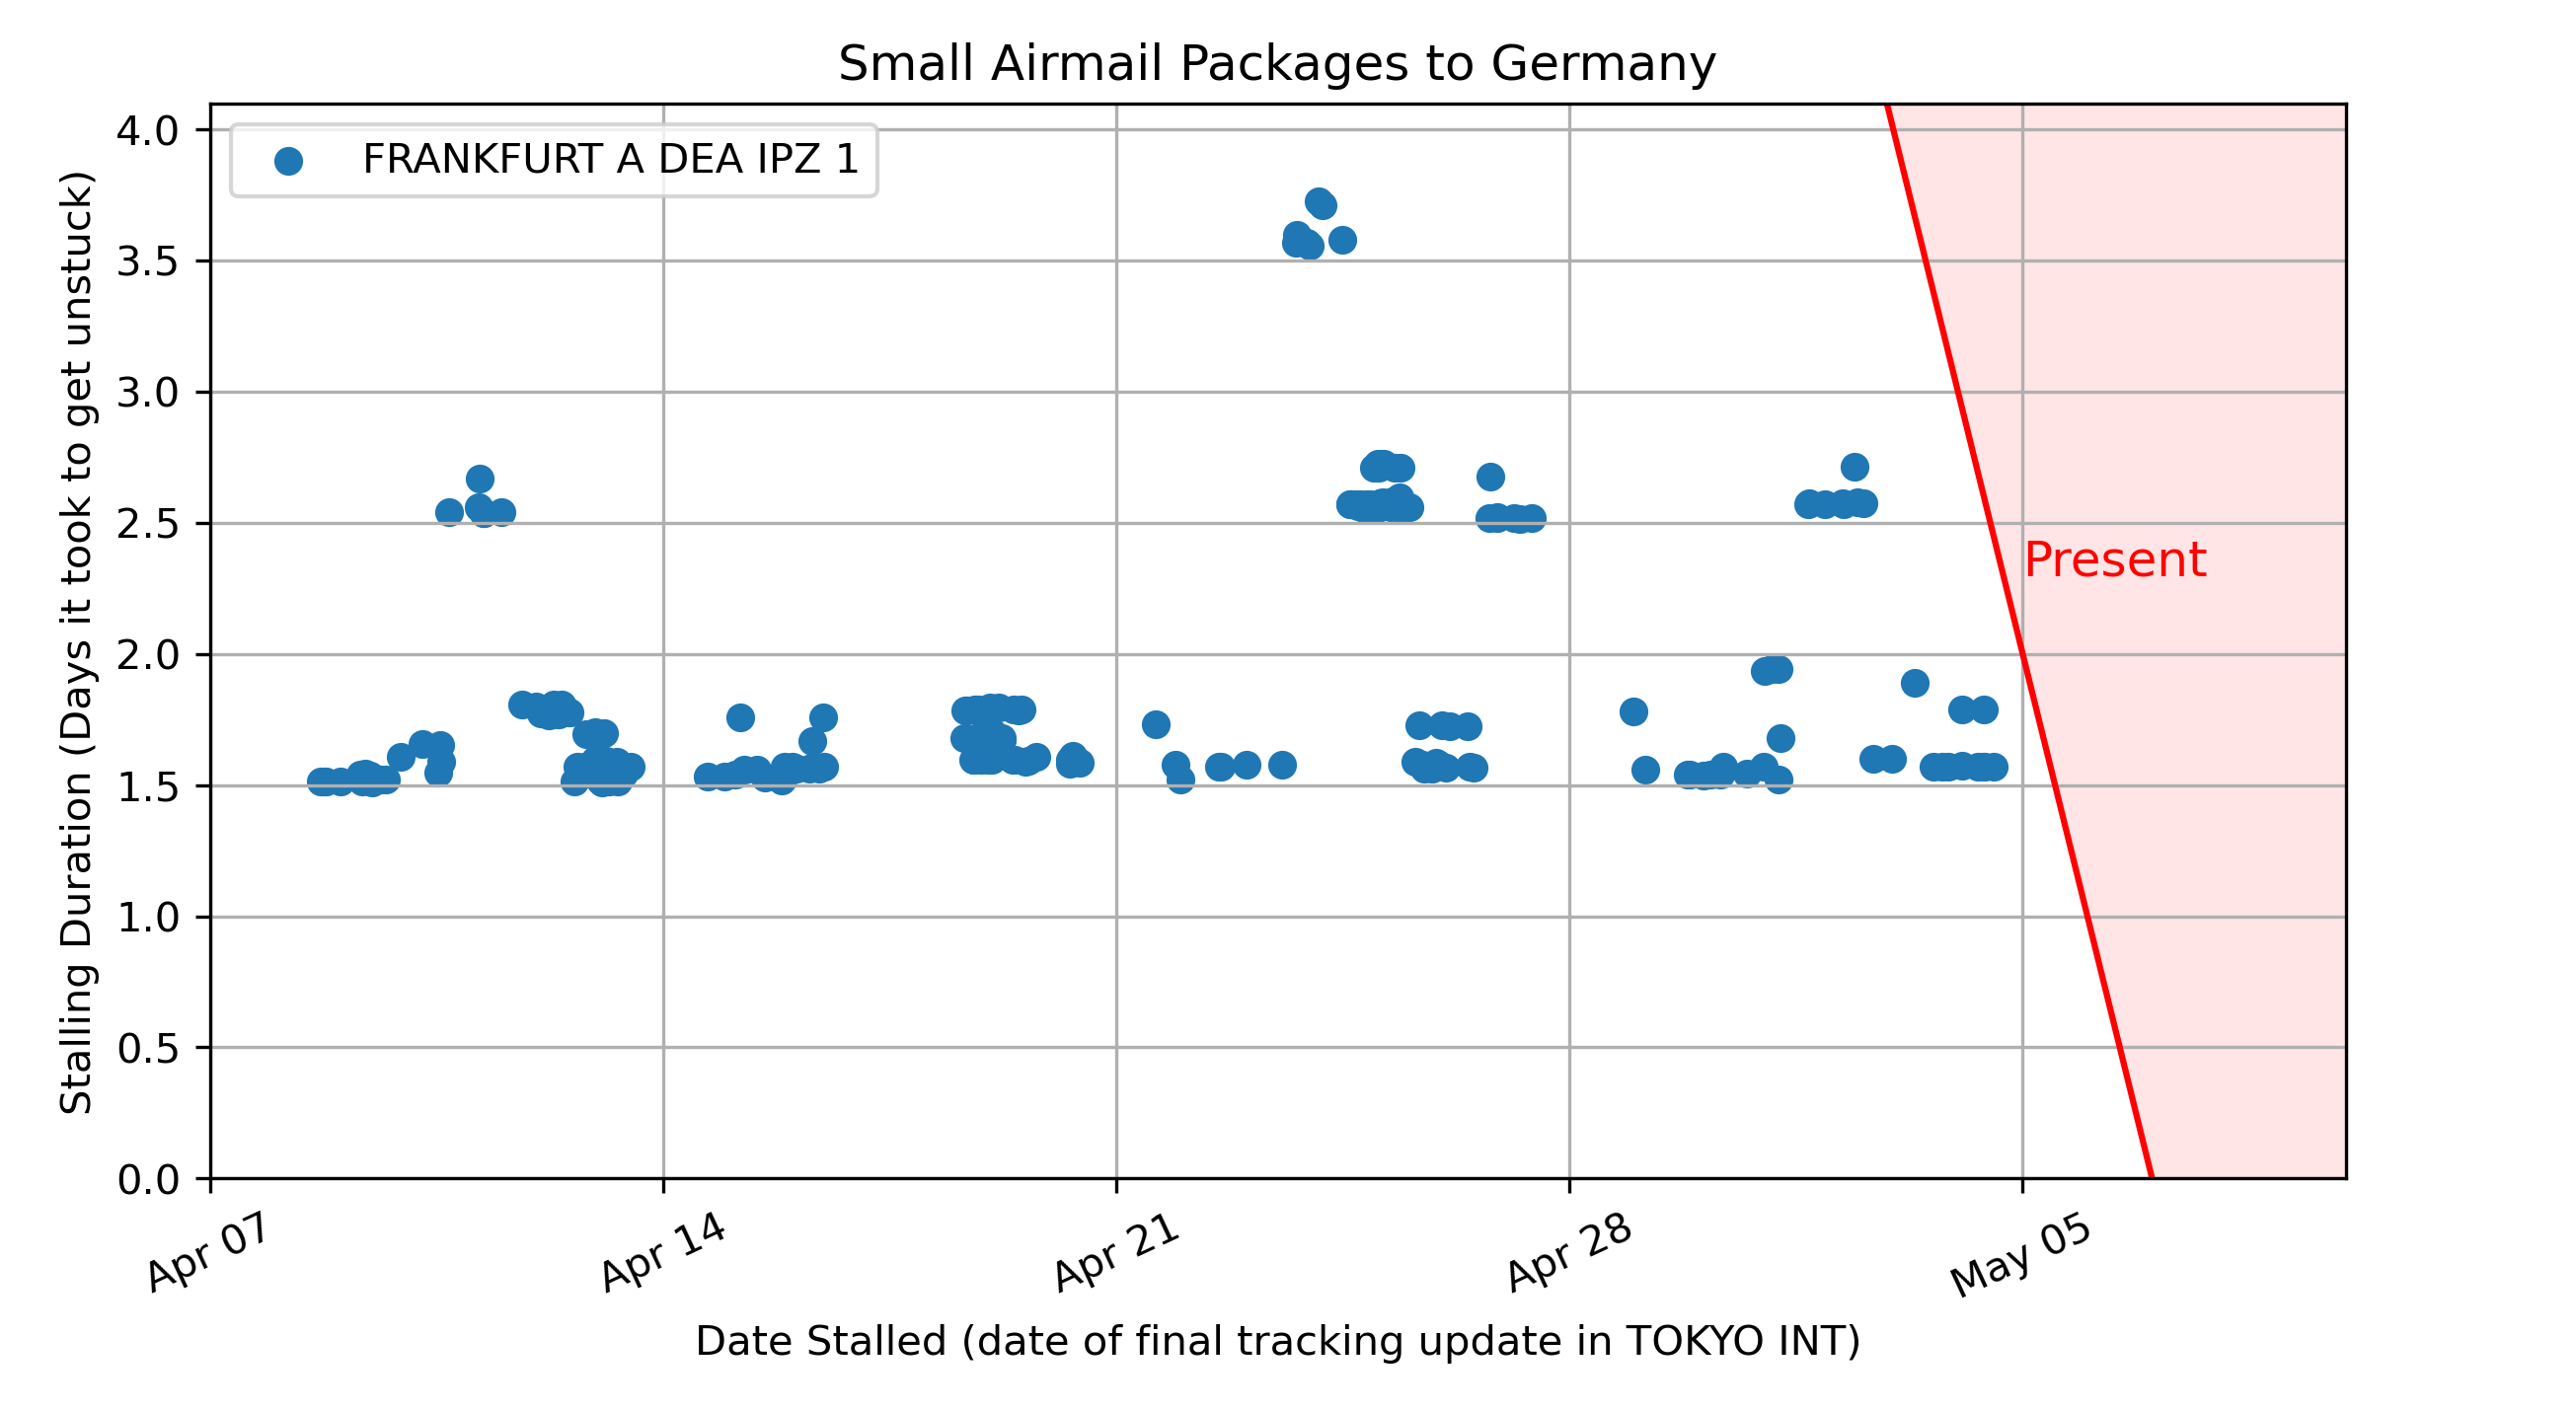 Small Airmail Packages to Germany
FRANKFURT A DEA IPZ 1
Stalling Duration (Days it took to get unstuck)
4.0
3.5
3.0
2.5
2.0
1.5
1.0
0.5
0.0
Present
Apr 07
Apr 14
Apr 21
Apr 28
May 05
Date Stalled (date of final tracking update in TOKYO INT)